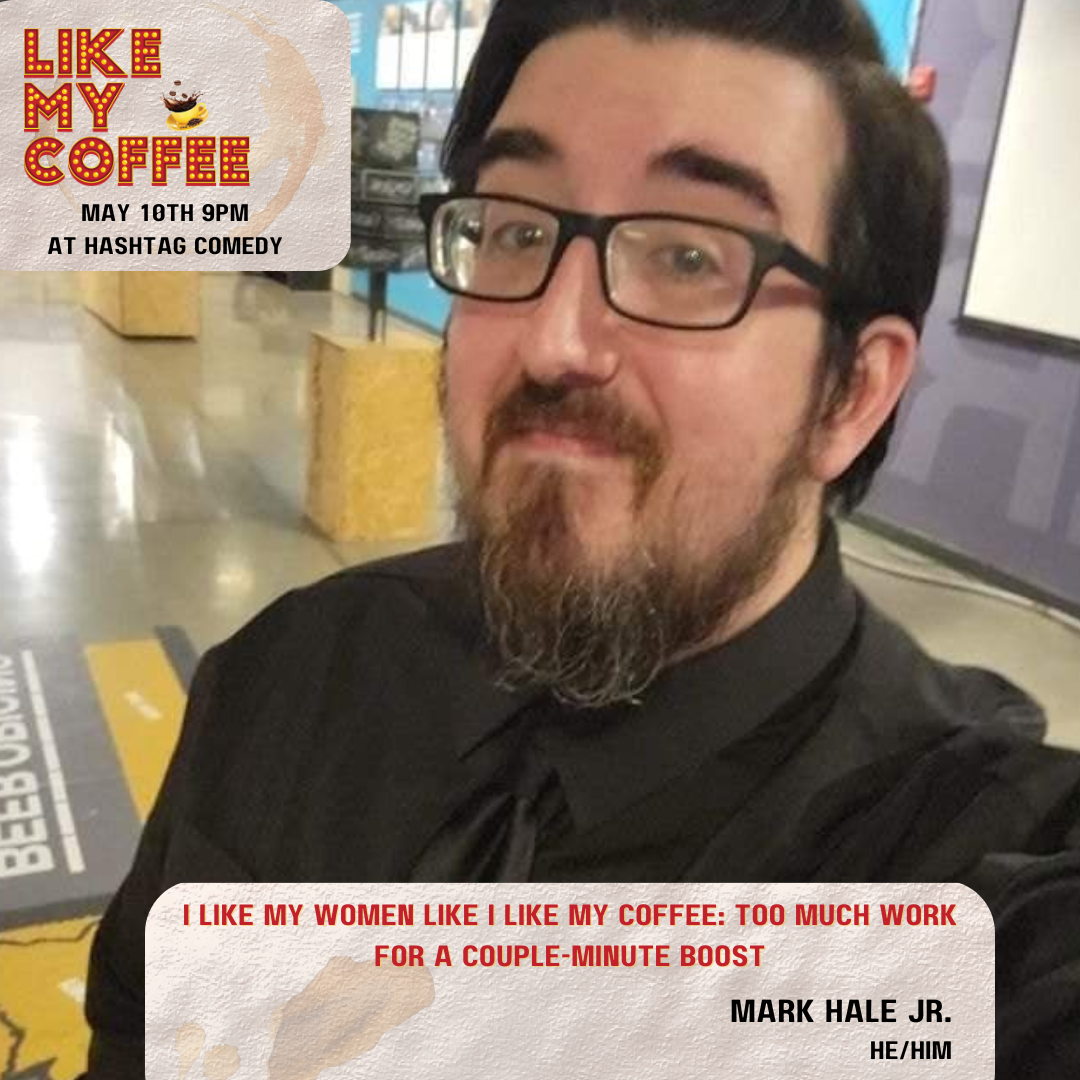 LIKE
MY
COFFEE
MAY 10TH 9PM
AT HASHTAG COMEDY
I LIKE MY WOMEN LIKE I LIKE MY COFFEE: TOO MUCH WORK
FOR A COUPLE-MINUTE BOOST
MARK HALE JR.
HE/HIM